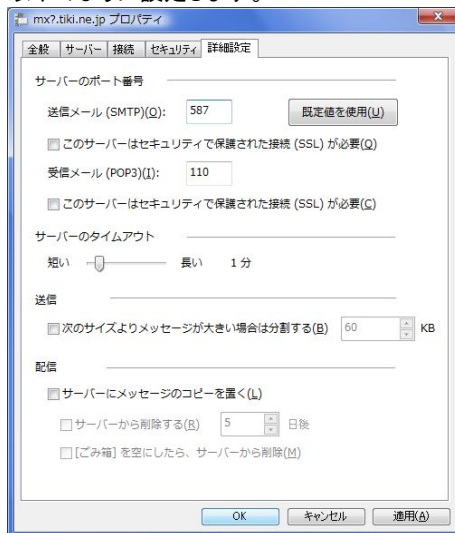 mx?.tiki.ne.jp プロパティ
全般 サーバー 接続 セキュリティ 詳細設定
サーバーのポート番号
送信メール (SMTP)(O): 587 既定値を使用(U)
このサーバーはセキュリティで保護された接続 (SSL) が必要(Q)
受信メール (POP3)(I): 110
このサーバーはセキュリティで保護された接続 (SSL) が必要(C)
サーバーのタイムアウト
短い 長い 1 分
送信
次のサイズよりメッセージが大きい場合は分割する(B) 60 KB
配信
サーバーにメッセージのコピーを置く(L)
サーバーから削除する(R) 5 日後
[ごみ箱] を空にしたら、サーバーから削除(M)
OK キャンセル 適用(A)